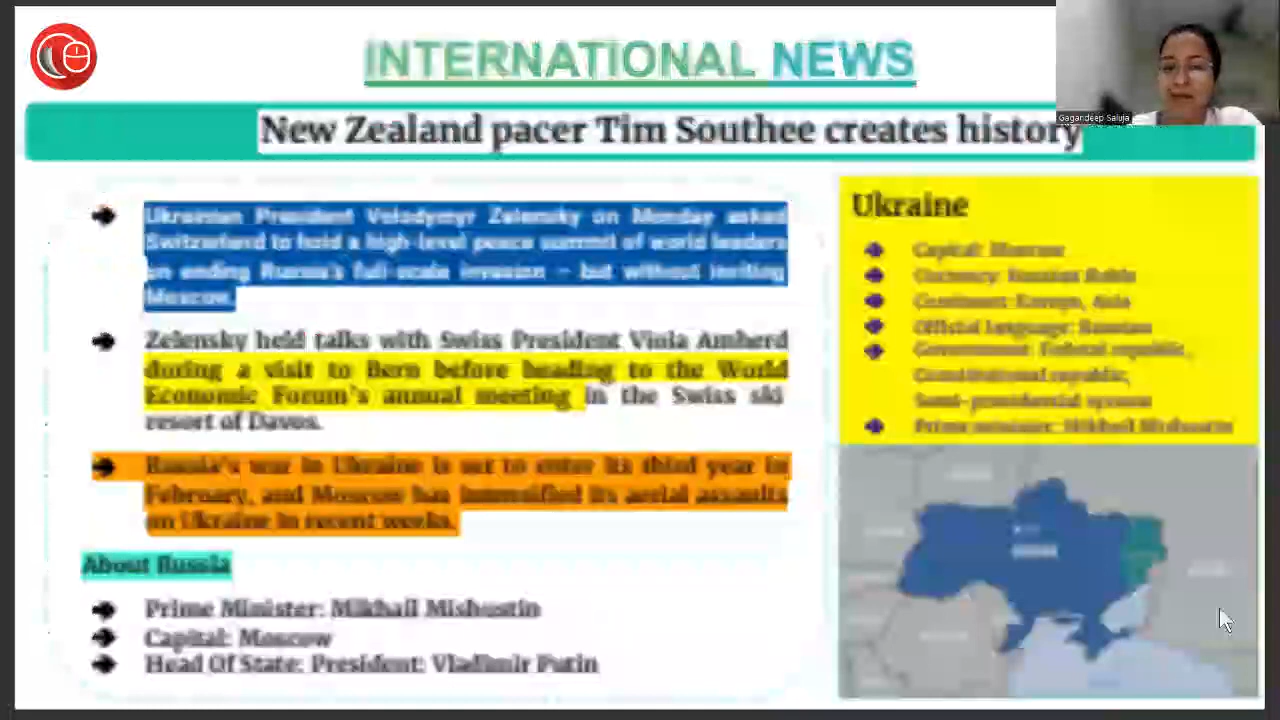 INTERNATIONAL NEWS
Gagandeep Saluja
New Zealand pacer Tim Southee creates history
Ukrainian President Volodymyr Zelensky on Monday asked
Switzerland to hold a high-level peace summit of world leaders
on ending Russia's full-scale invasion – but without inviting
Moscow.
Zelensky held talks with Swiss President Viola Amherd
during a visit to Bern before heading to the World
Economic Forum's annual meeting in the Swiss ski
resort of Davos.
Russia's war in Ukraine is set to enter its third year in
February, and Moscow has intensified its aerial assaults
on Ukraine in recent weeks.
About Russia
Prime Minister: Mikhail Mishustin
Capital: Moscow
Head Of State: President: Vladimir Putin
Ukraine
Capital: Moscow
Currency: Russian Ruble
Continent: Europe, Asia
Official language: Russian
Government: Federal republic,
Constitutional republic,
Semi-presidential system
Prime minister: Mikhail Mishustin